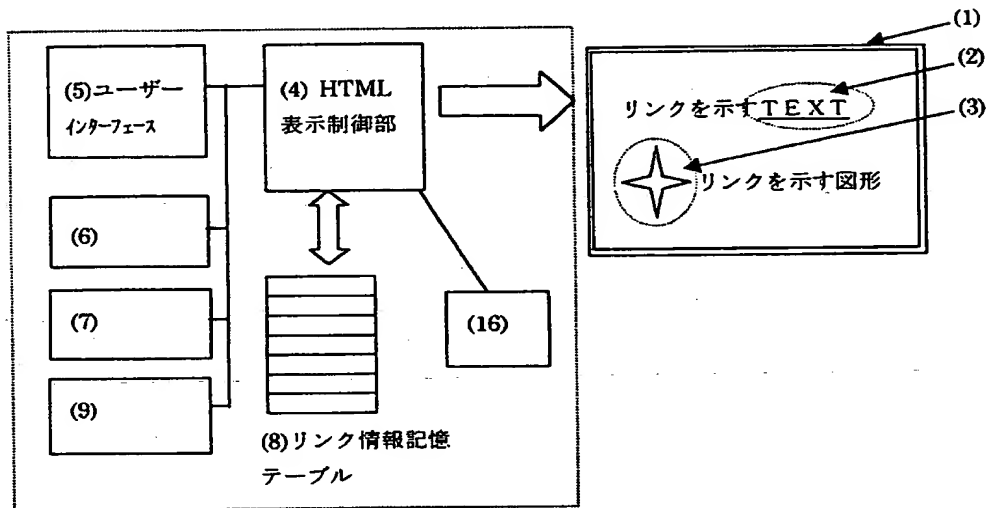 (1)
(2)
(3)
(5)ユーザー
インターフェース
(4) HTML
表示制御部
リンクを示すTEXT
リンクを示す図形
(6)
(7)
(9)
(16)
(8)リンク情報記憶
テーブル